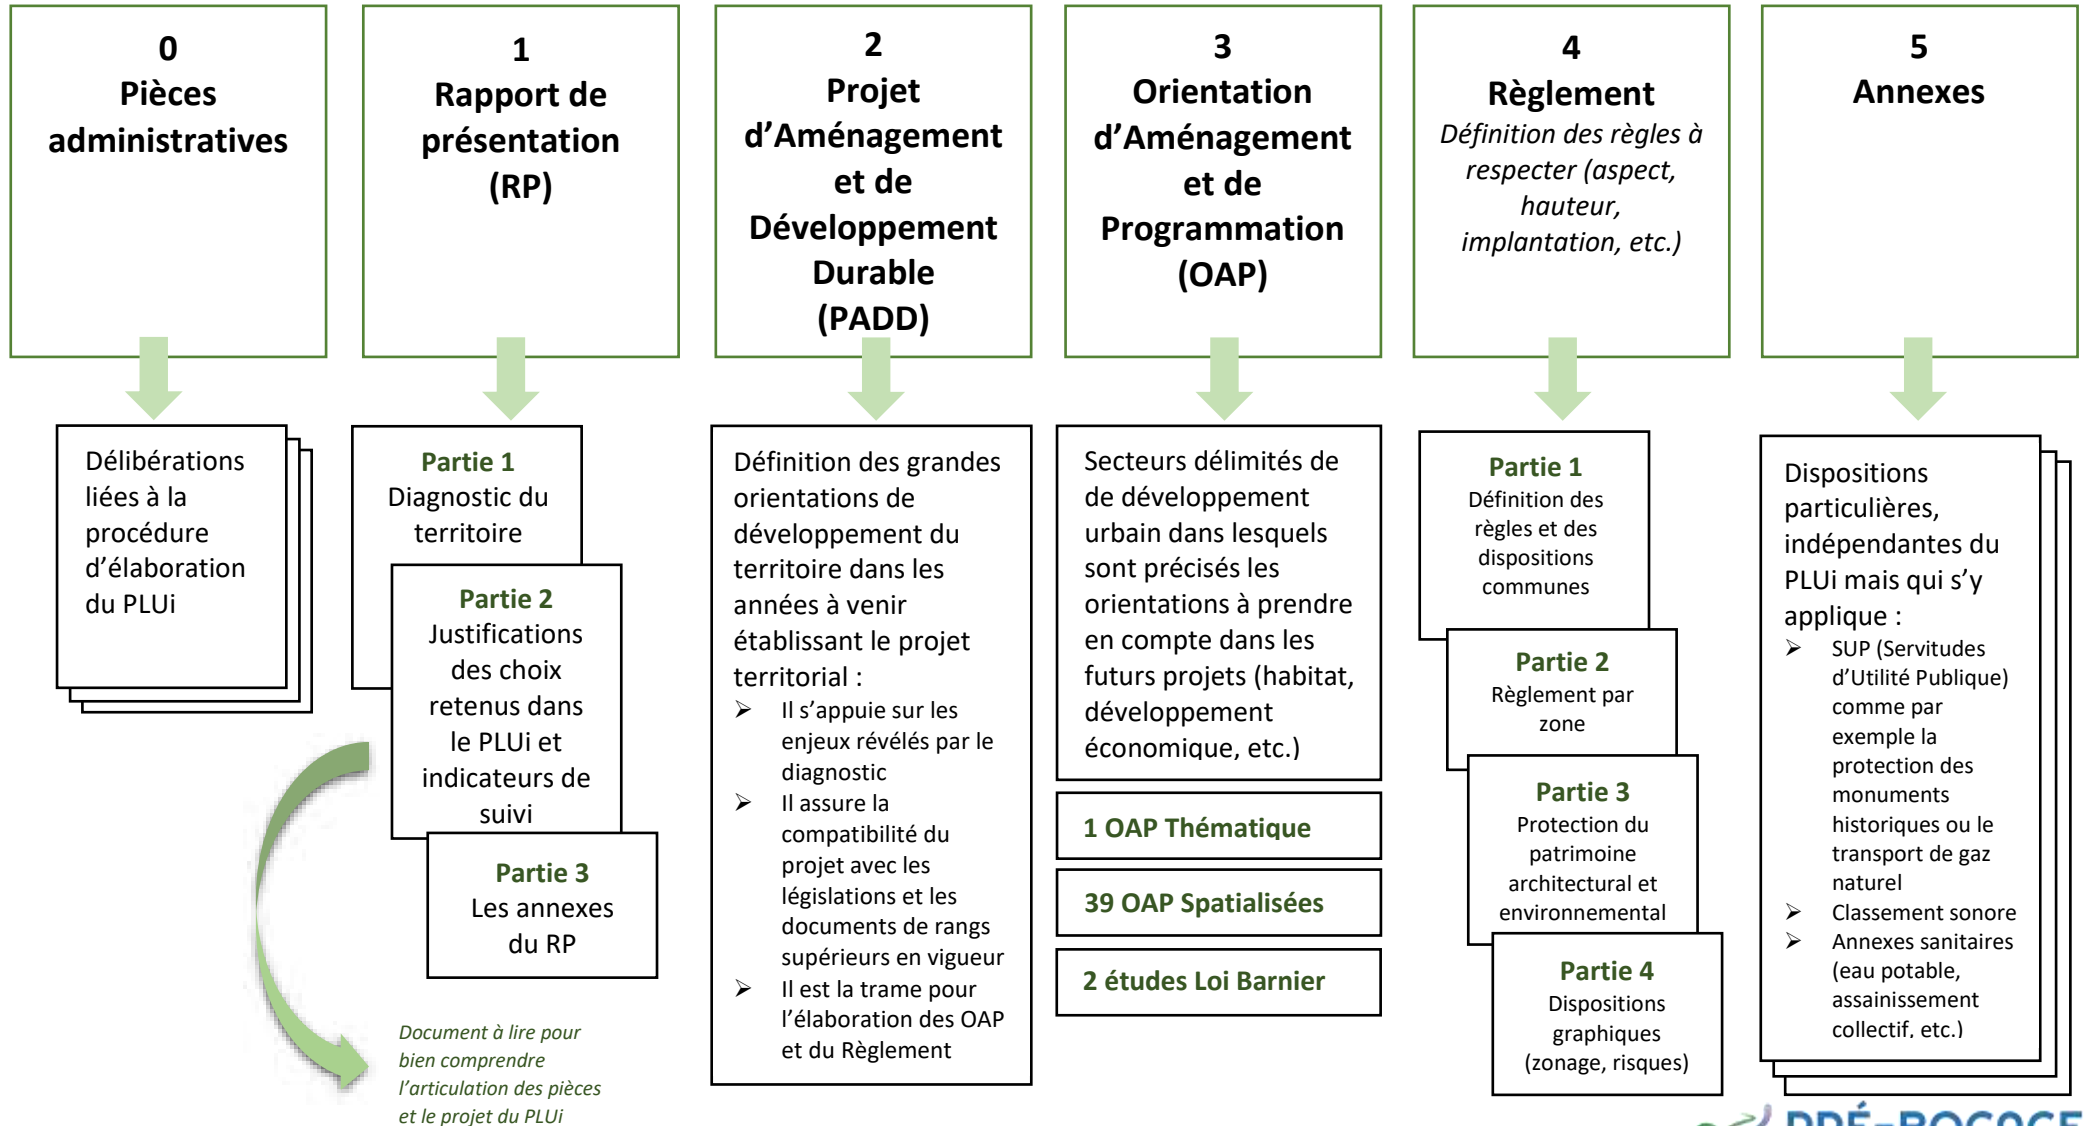 0
Pièces
administratives
1
Rapport de
présentation
(RP)
2
Projet
d’Aménagement
et de
Développement
Durable
(PADD)
3
Orientation
d’Aménagement
et de
Programmation
(OAP)
4
Règlement
Définition des règles à
respecter (aspect,
hauteur,
implantation, etc.)
5
Annexes
Délibérations
liées à la
procédure
d’élaboration
du PLUi
Partie 1
Diagnostic du
territoire
Partie 2
Justifications
des choix
retenus dans
le PLUi et
indicateurs de
suivi
Partie 3
Les annexes
du RP
Document à lire pour
bien comprendre
l’articulation des pièces
et le projet du PLUi
Définition des grandes
orientations de
développement du
territoire dans les
années à venir
établissant le projet
territorial :
➢ Il s’appuie sur les
enjeux révélés par le
diagnostic
➢ Il assure la
compatibilité du
projet avec les
législations et les
documents de rangs
supérieurs en vigueur
➢ Il est la trame pour
l’élaboration des OAP
et du Règlement
Secteurs délimités de
de développement
urbain dans lesquels
sont précisés les
orientations à prendre
en compte dans les
futurs projets (habitat,
développement
économique, etc.)
1 OAP Thématique
39 OAP Spatialisées
2 études Loi Barnier
Partie 1
Définition des
règles et des
dispositions
communes
Partie 2
Règlement par
zone
Partie 3
Protection du
patrimoine
architectural et
environnemental
Partie 4
Dispositions
graphiques
(zonage, risques)
Dispositions
particulières,
indépendantes du
PLUi mais qui s’y
applique :
➢ SUP (Servitudes
d’Utilité Publique)
comme par
exemple la
protection des
monuments
historiques ou le
transport de gaz
naturel
➢ Classement sonore
➢ Annexes sanitaires
(eau potable,
assainissement
collectif, etc.)
PRÉ-BOCAGE